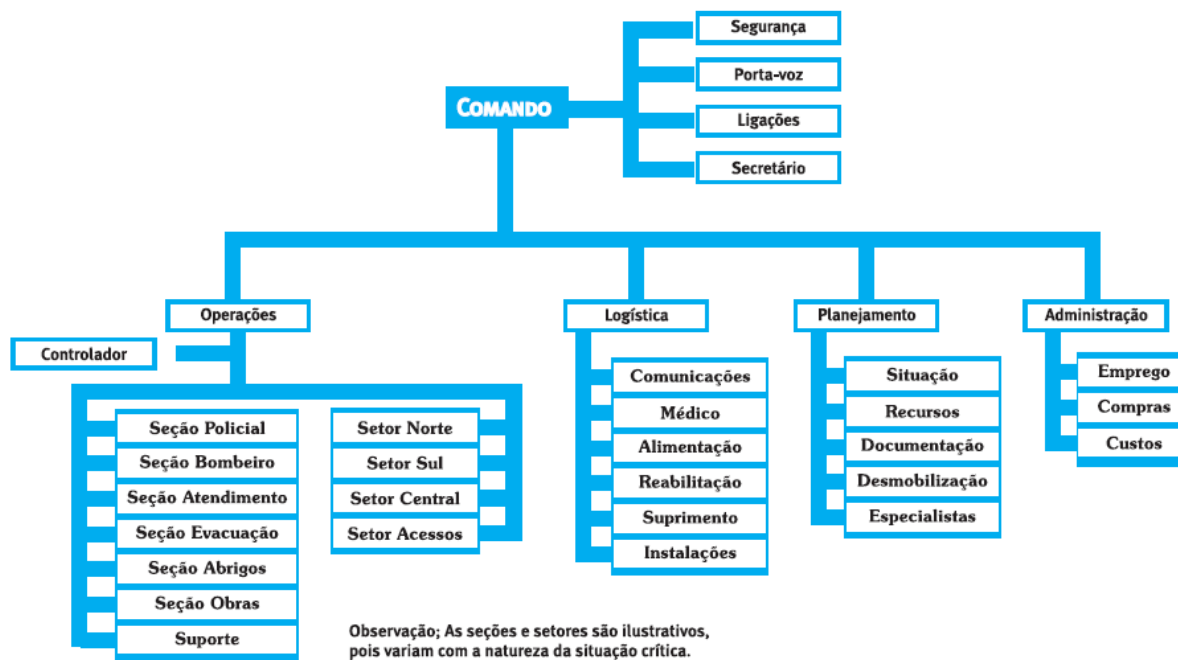 Segurança
Porta-voz
COMANDO
Ligações
Secretário
Operações
Logística
Planejamento
Administração
Controlador
Seção Policial
Seção Bombeiro
Seção Atendimento
Seção Evacuação
Seção Abrigos
Seção Obras
Suporte
Setor Norte
Setor Sul
Setor Central
Setor Acessos
Comunicações
Médico
Alimentação
Reabilitação
Suprimento
Instalações
Situação
Recursos
Documentação
Desmobilização
Especialistas
Emprego
Compras
Custos
Observação; As seções e setores são ilustrativos,
pois variam com a natureza da situação crítica.